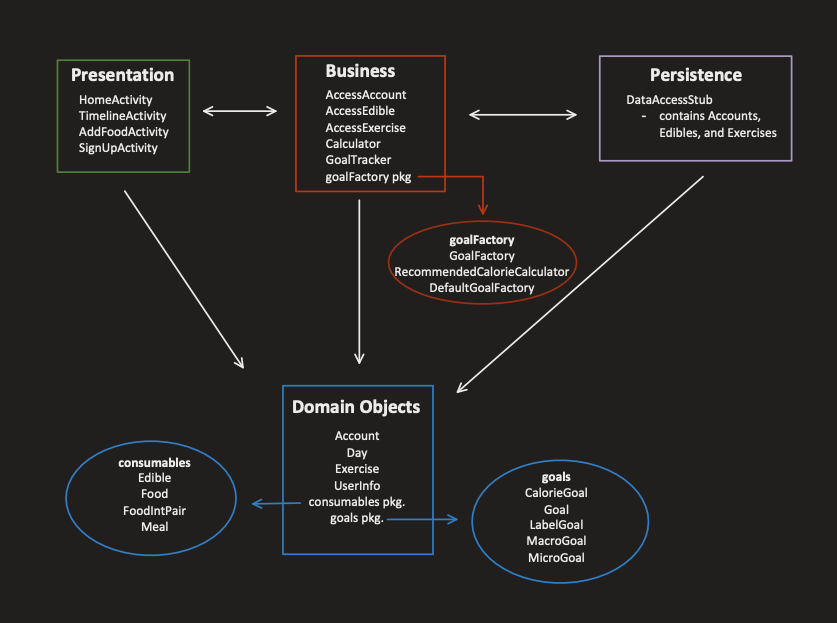 Presentation
HomeActivity
TimelineActivity
AddFoodActivity
SignUpActivity
Business
AccessAccount
AccessEdible
AccessExercise
Calculator
GoalTracker
goalFactory pkg
Persistence
DataAccessStub
- contains Accounts,
Edibles, and Exercises
goalFactory
GoalFactory
RecommendedCalorieCalculator
DefaultGoalFactory
Domain Objects
Account
Day
Exercise
UserInfo
consumables pkg.
goals pkg.
consumables
Edible
Food
FoodIntPair
Meal
goals
CalorieGoal
Goal
LabelGoal
MacroGoal
MicroGoal